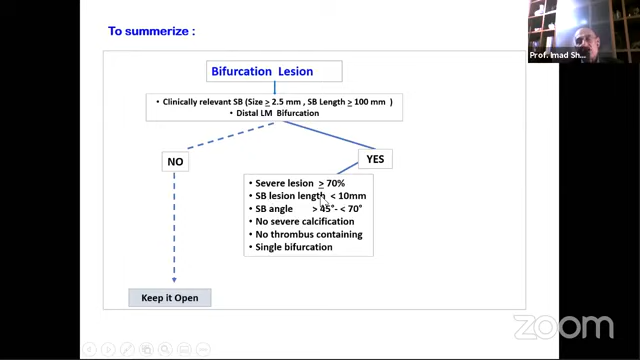 To summarize :
Prof. Imad Sh...
Bifurcation Lesion
• Clinically relevant SB (Size ≥ 2.5 mm , SB Length ≥ 100 mm )
• Distal LM Bifurcation
NO
YES
• Severe lesion ≥ 70%
• SB lesion length < 10mm
• SB angle > 45°- < 70°
• No severe calcification
• No thrombus containing
• Single bifurcation
Keep it Open
zoom